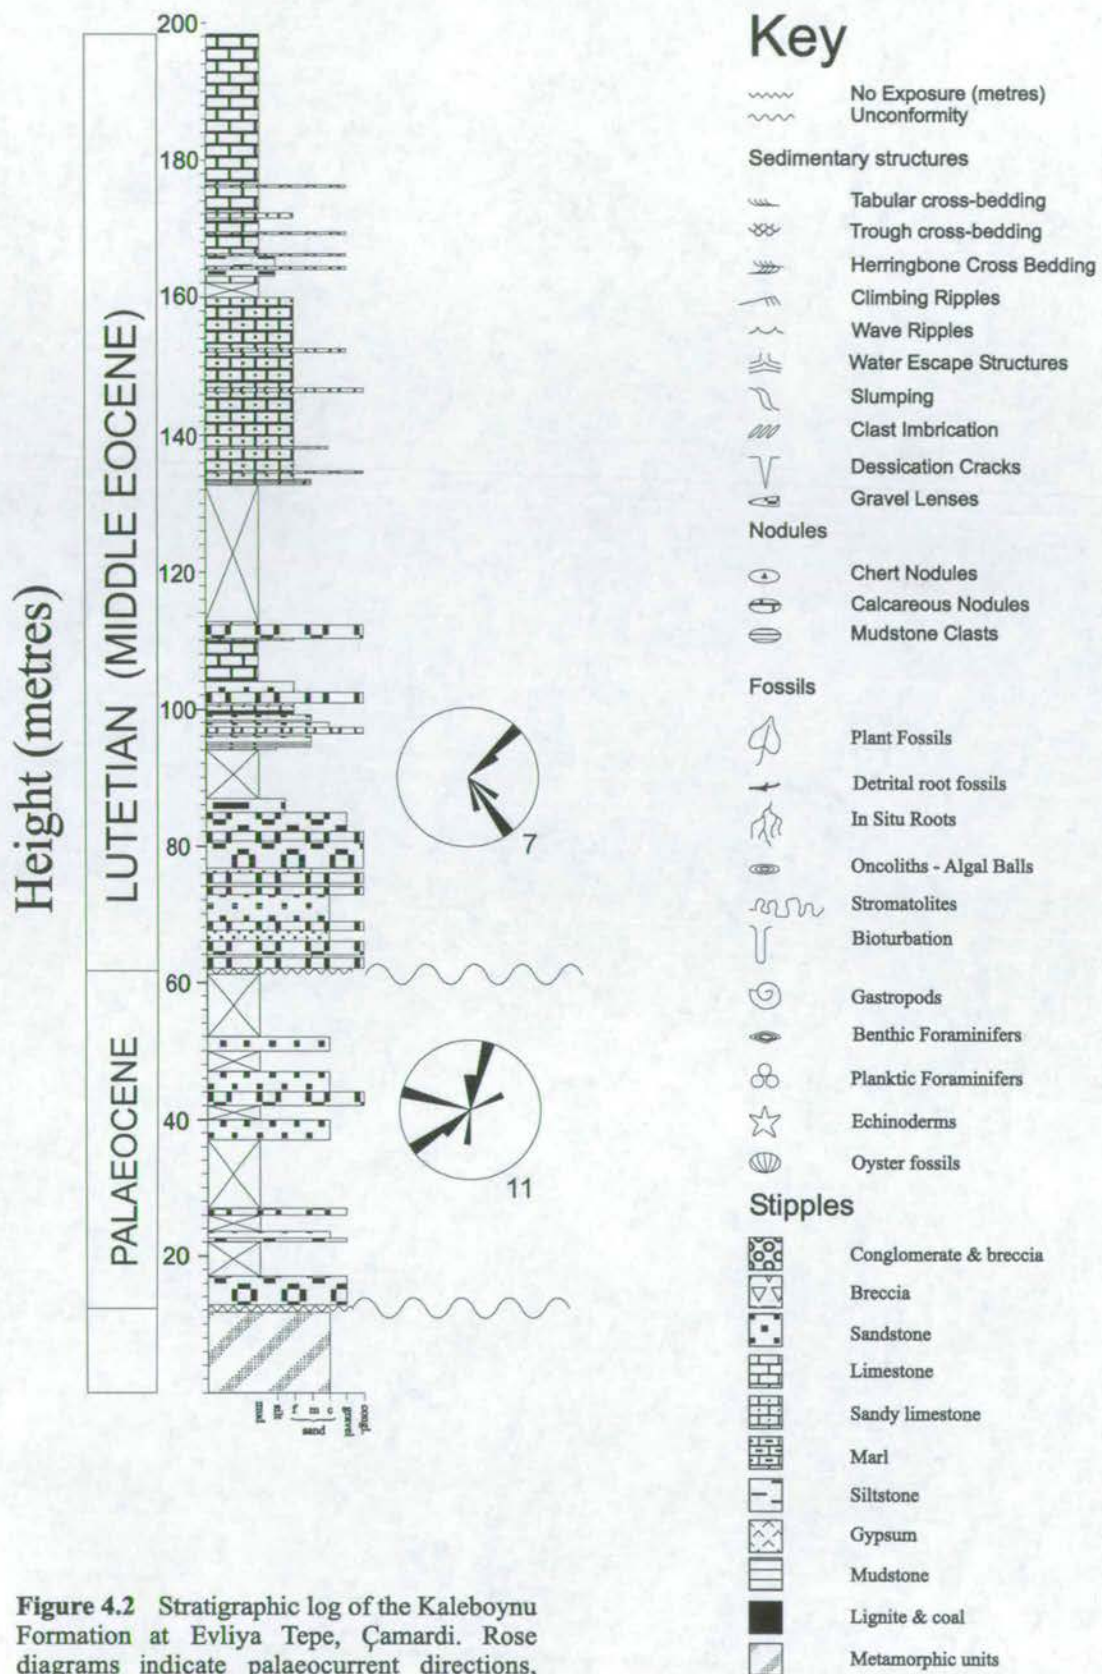 Height (metres)
LUTETIAN (MIDDLE EOCENE)
PALAEOCENE
200
180
160
140
120
100
80
60
40
20
7
11
mud
silt
f
m
c
sand
gravel
congl.
Key
No Exposure (metres)
Unconformity
Sedimentary structures
Tabular cross-bedding
Trough cross-bedding
Herringbone Cross Bedding
Climbing Ripples
Wave Ripples
Water Escape Structures
Slumping
Clast Imbrication
Dessication Cracks
Gravel Lenses
Nodules
Chert Nodules
Calcareous Nodules
Mudstone Clasts
Fossils
Plant Fossils
Detrital root fossils
In Situ Roots
Oncoliths - Algal Balls
Stromatolites
Bioturbation
Gastropods
Benthic Foraminifers
Planktic Foraminifers
Echinoderms
Oyster fossils
Stipples
Conglomerate & breccia
Breccia
Sandstone
Limestone
Sandy limestone
Marl
Siltstone
Gypsum
Mudstone
Lignite & coal
Metamorphic units
Figure 4.2 Stratigraphic log of the Kaleboynu
Formation at Evliya Tepe, Çamardi. Rose
diagrams indicate palaeocurrent directions,